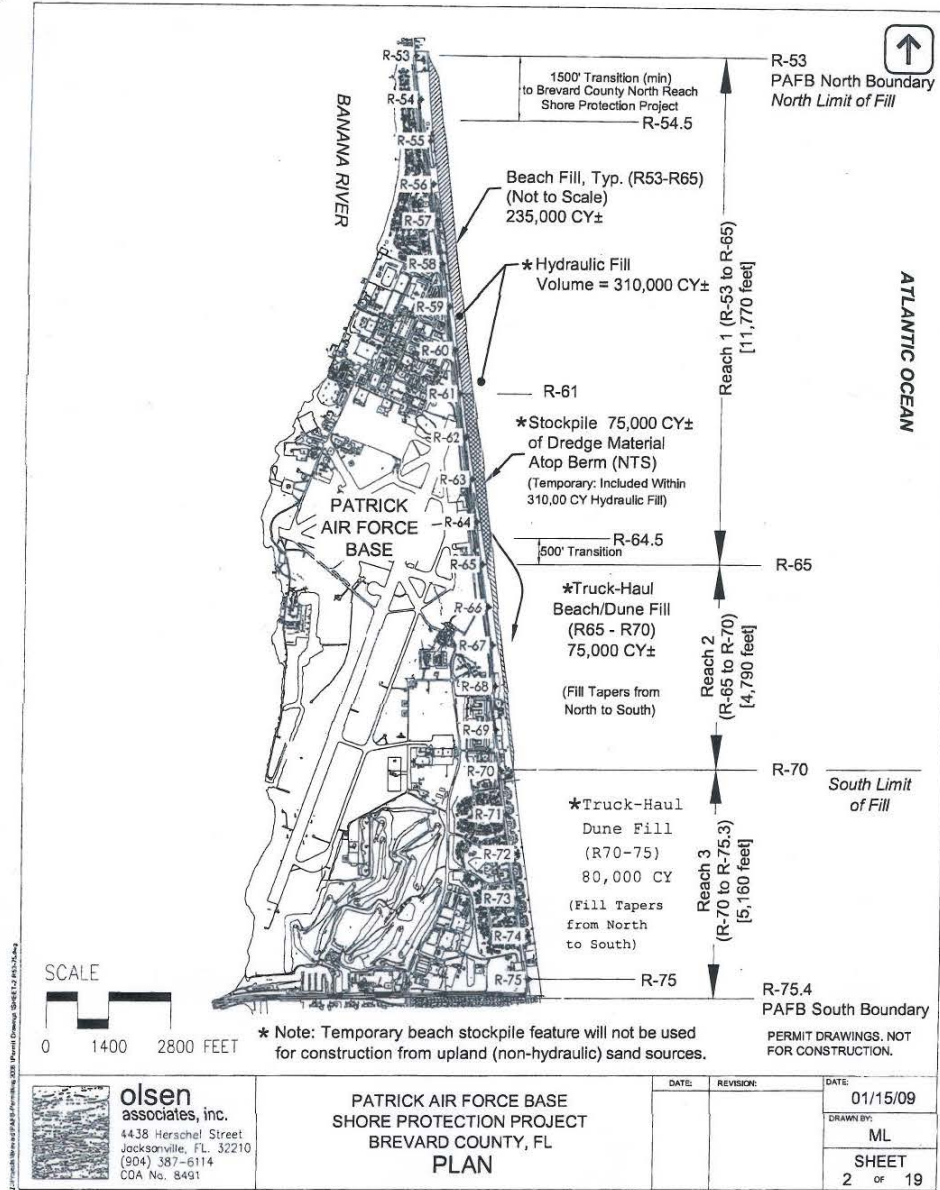 R-53
PAFB North Boundary
North Limit of Fill
1500' Transition (min)
to Brevard County North Reach
Shore Protection Project
R-54.5
BANANA RIVER
ATLANTIC OCEAN
R-53
R-54
R-55
R-56
R-57
R-58
R-59
R-60
R-61
R-62
R-63
R-64
R-65
R-66
R-67
R-68
R-69
R-70
R-71
R-72
R-73
R-74
R-75
Beach Fill, Typ. (R53-R65)
(Not to Scale)
235,000 CY±
* Hydraulic Fill
Volume = 310,000 CY±
Reach 1 (R-53 to R-65)
[11,770 feet]
R-61
* Stockpile 75,000 CY±
of Dredge Material
Atop Berm (NTS)
(Temporary: Included Within
310,00 CY Hydraulic Fill)
PATRICK
AIR FORCE
BASE
R-64.5
500' Transition
R-65
* Truck-Haul
Beach/Dune Fill
(R65 - R70)
75,000 CY±
(Fill Tapers from
North to South)
Reach 2
(R-65 to R-70)
[4,790 feet]
R-70
South Limit
of Fill
* Truck-Haul
Dune Fill
(R70-75)
80,000 CY
(Fill Tapers
from North
to South)
Reach 3
(R-70 to R-75.3)
[5,160 feet]
R-75
R-75.4
PAFB South Boundary
SCALE
0 1400 2800 FEET
* Note: Temporary beach stockpile feature will not be used
for construction from upland (non-hydraulic) sand sources.
PERMIT DRAWINGS. NOT
FOR CONSTRUCTION.
olsen
associates, inc.
4438 Herschel Street
Jacksonville, FL. 32210
(904) 387-6114
COA No. 8491
PATRICK AIR FORCE BASE
SHORE PROTECTION PROJECT
BREVARD COUNTY, FL
PLAN
DATE: REVISION:
DATE:
01/15/09
DRAWN BY:
ML
SHEET
2 OF 19